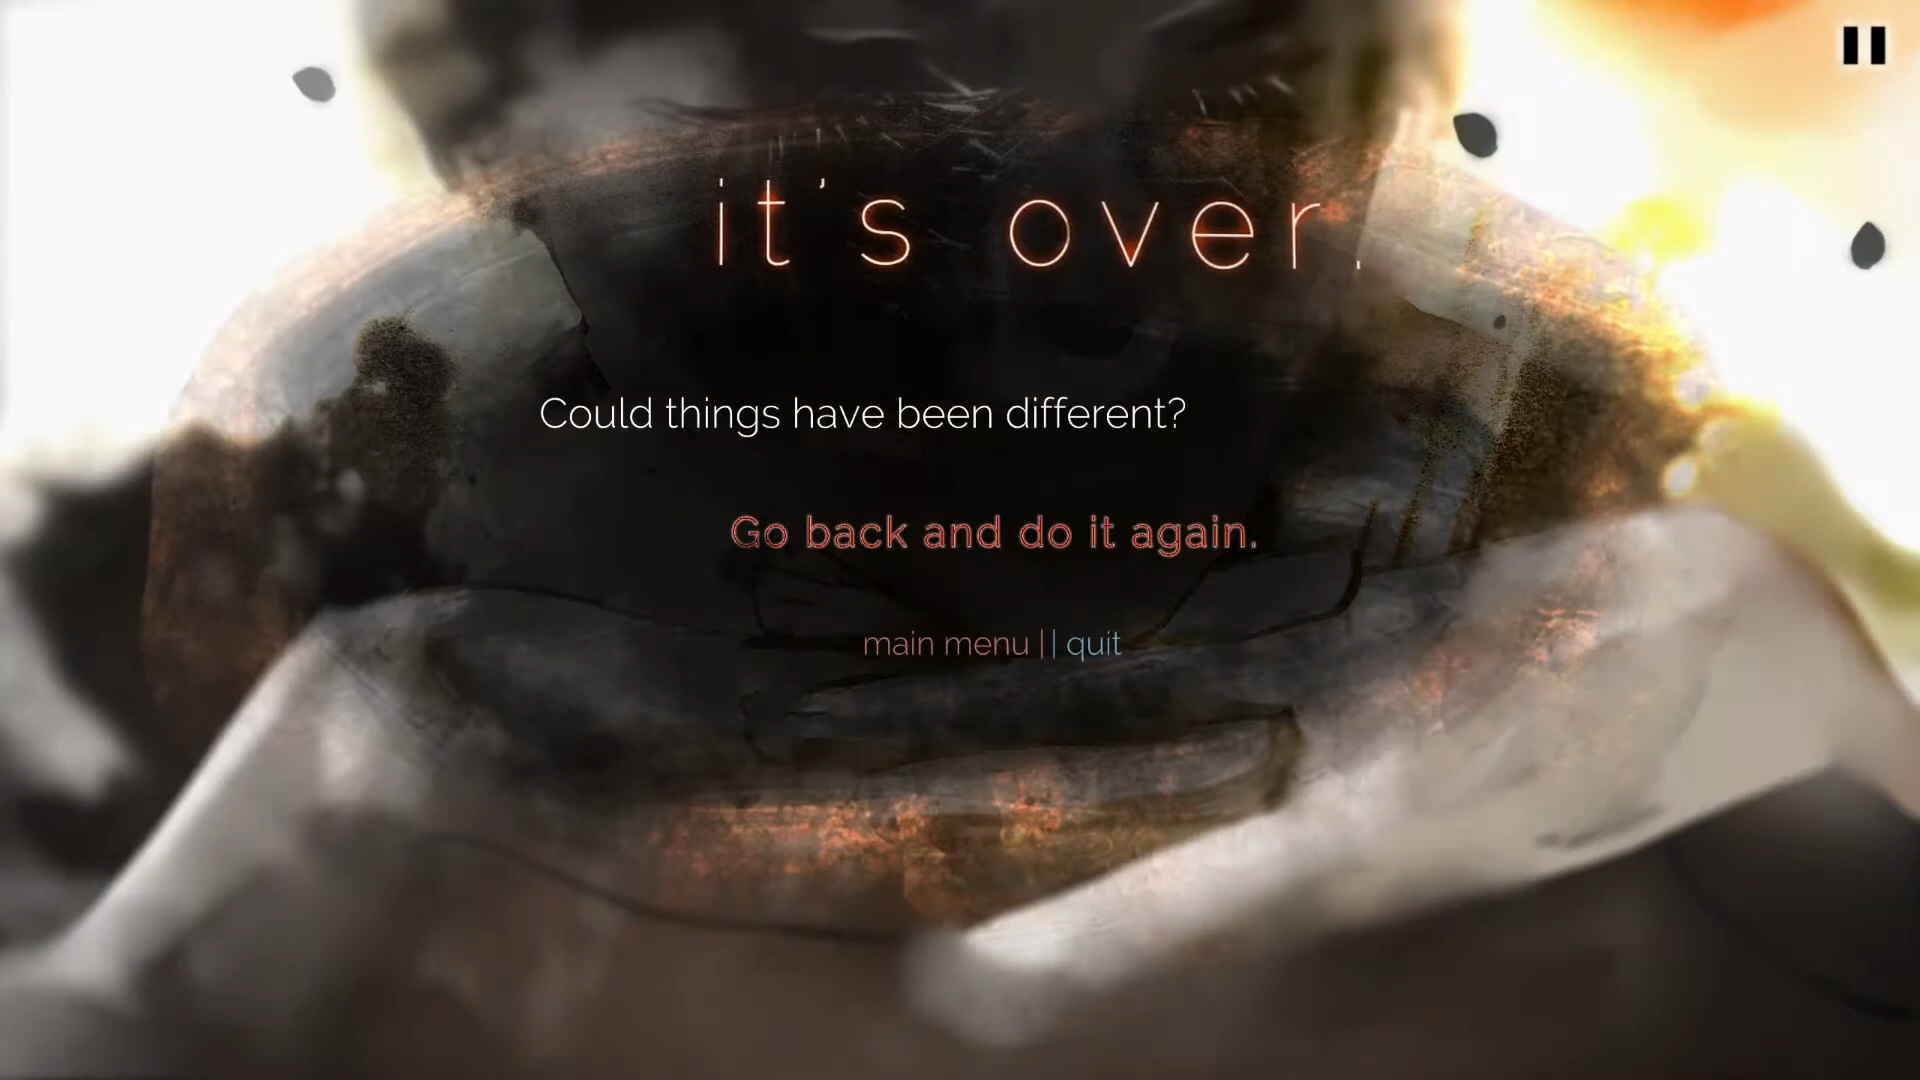 it's over.
Could things have been different?
Go back and do it again.
main menu || quit